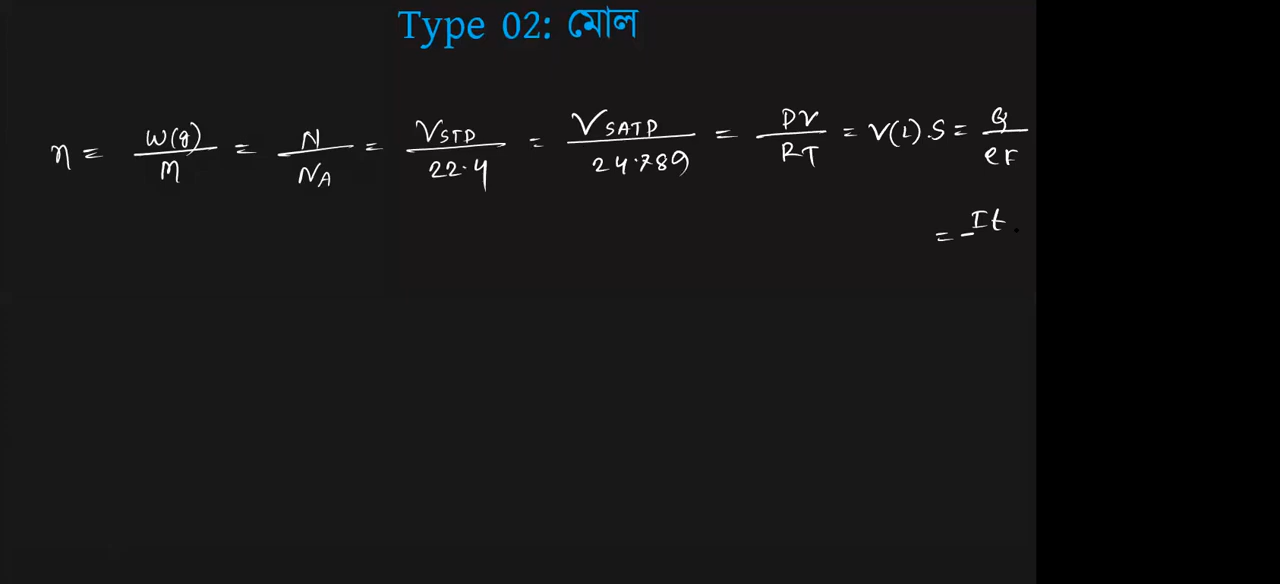 Type 02: মোল
n = W(g)/M = N/N_A = V_STP/22.4 = V_SATP/24.789 = PV/RT = V(L).S = Q/eF
= It